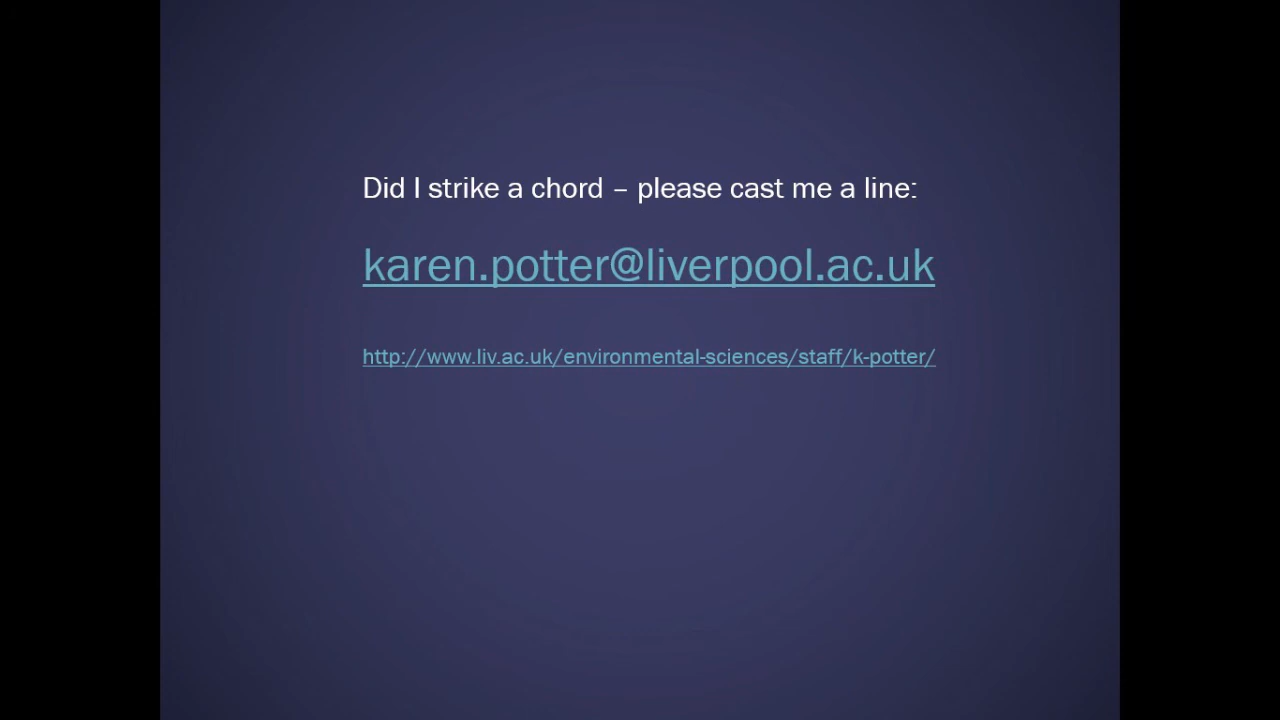 Did I strike a chord – please cast me a line:
karen.potter@liverpool.ac.uk
http://www.liv.ac.uk/environmental-sciences/staff/k-potter/